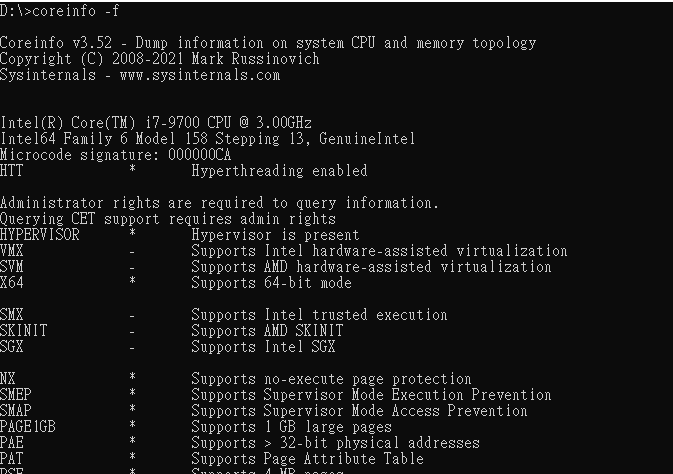 D:\>coreinfo -f
Coreinfo v3.52 - Dump information on system CPU and memory topology
Copyright (C) 2008-2021 Mark Russinovich
Sysinternals - www.sysinternals.com
Intel(R) Core(TM) i7-9700 CPU @ 3.00GHz
Intel64 Family 6 Model 158 Stepping 13, GenuineIntel
Microcode signature: 000000CA
HTT * Hyperthreading enabled
Administrator rights are required to query information.
Querying CET support requires admin rights
HYPERVISOR * Hypervisor is present
VMX - Supports Intel hardware-assisted virtualization
SVM - Supports AMD hardware-assisted virtualization
X64 * Supports 64-bit mode
SMX - Supports Intel trusted execution
SKINIT - Supports AMD SKINIT
SGX - Supports Intel SGX
NX * Supports no-execute page protection
SMEP * Supports Supervisor Mode Execution Prevention
SMAP * Supports Supervisor Mode Access Prevention
PAGE1GB * Supports 1 GB large pages
PAE * Supports > 32-bit physical addresses
PAT * Supports Page Attribute Table
PSE * Supports 4 MB pages